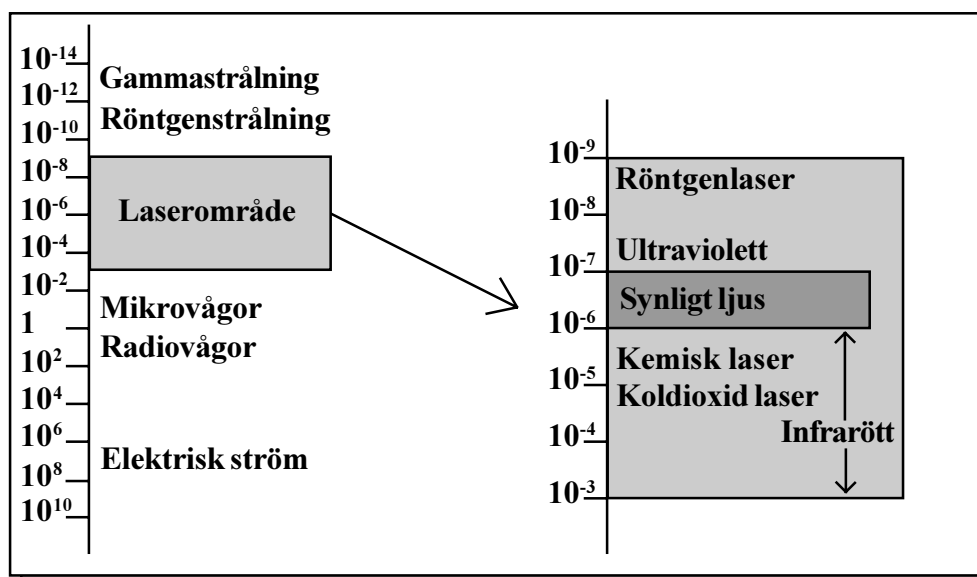 10⁻¹⁴
Gammastrålning
10⁻¹²
Röntgenstrålning
10⁻¹⁰
10⁻⁸
Laserområde
10⁻⁶
10⁻⁴
10⁻²
Mikrovågor
1
Radiovågor
10²
10⁴
10⁶
Elektrisk ström
10⁸
10¹⁰
10⁻⁹
Röntgenlaser
10⁻⁸
Ultraviolett
10⁻⁷
Synligt ljus
10⁻⁶
Kemisk laser
10⁻⁵
Koldioxid laser
Infrarött
10⁻⁴
10⁻³